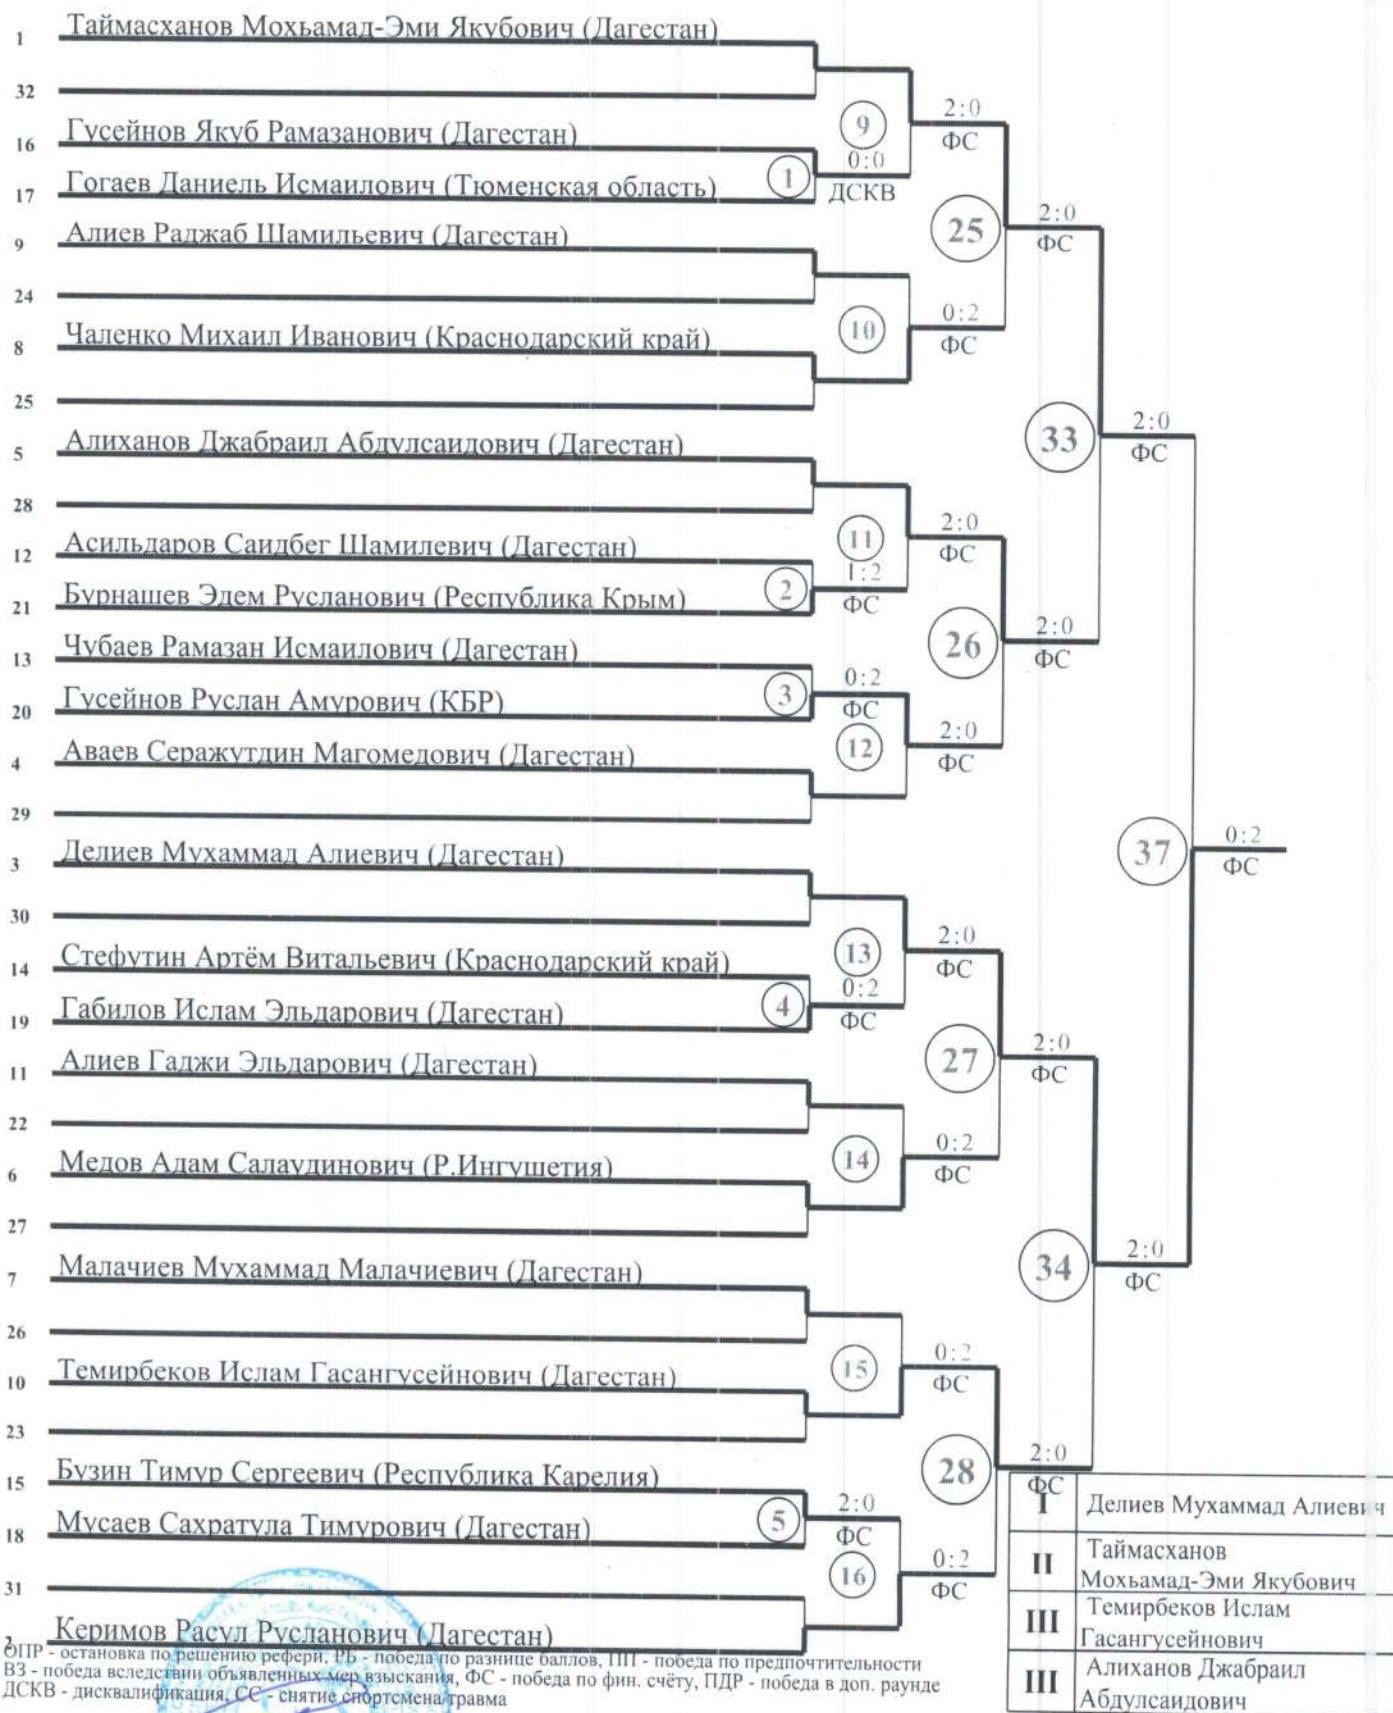 1 Таймасханов Мохьамад-Эми Якубович (Дагестан)
32
16 Гусейнов Якуб Рамазанович (Дагестан)
17 Гогаев Даниель Исмаилович (Тюменская область)
9 Алиев Раджаб Шамильевич (Дагестан)
24
8 Чаленко Михаил Иванович (Краснодарский край)
25
5 Алиханов Джабраил Абдулсаидович (Дагестан)
28
12 Асильдаров Саидбег Шамилевич (Дагестан)
21 Бурнашев Эдем Русланович (Республика Крым)
13 Чубаев Рамазан Исмаилович (Дагестан)
20 Гусейнов Руслан Амурович (КБР)
4 Аваев Серажутдин Магомедович (Дагестан)
29
3 Делиев Мухаммад Алиевич (Дагестан)
30
14 Стефутин Артём Витальевич (Краснодарский край)
19 Габилов Ислам Эльдарович (Дагестан)
11 Алиев Гаджи Эльдарович (Дагестан)
22
6 Медов Адам Салаудинович (Р.Ингушетия)
27
7 Малачиев Мухаммад Малачиевич (Дагестан)
26
10 Темирбеков Ислам Гасангусейнович (Дагестан)
23
15 Бузин Тимур Сергеевич (Республика Карелия)
18 Мусаев Сахратула Тимурович (Дагестан)
31
2 Керимов Расул Русланович (Дагестан)
1
0:0
ДСКВ
2
1:2
ФС
3
0:2
ФС
4
0:2
ФС
5
2:0
ФС
9
2:0
ФС
10
0:2
ФС
11
2:0
ФС
12
2:0
ФС
13
2:0
ФС
14
0:2
ФС
15
0:2
ФС
16
0:2
ФС
25
2:0
ФС
26
2:0
ФС
27
2:0
ФС
28
2:0
ФС
33
2:0
ФС
34
2:0
ФС
37
0:2
ФС
I Делиев Мухаммад Алиевич
II Таймасханов
Мохьамад-Эми Якубович
III Темирбеков Ислам
Гасангусейнович
III Алиханов Джабраил
Абдулсаидович
ОПР - остановка по решению рефери, РБ - победа по разнице баллов, ПП - победа по предпочтительности
ВЗ - победа вследствии объявленных мер взыскания, ФС - победа по фин. счёту, ПДР - победа в доп. раунде
ДСКВ - дисквалификация, СС - снятие спортсмена/травма